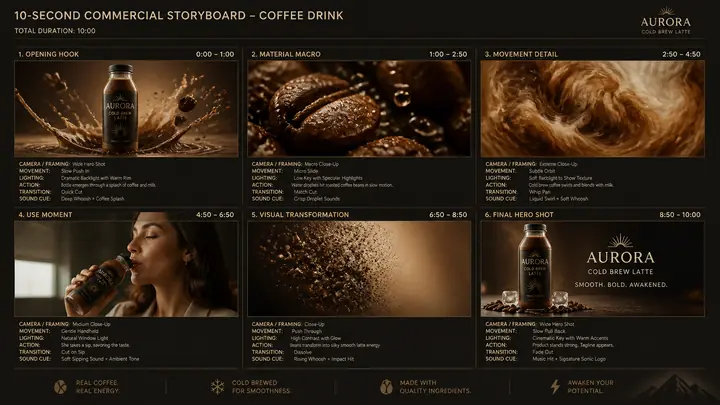 10-SECOND COMMERCIAL STORYBOARD – COFFEE DRINK
TOTAL DURATION: 10:00
AURORA
COLD BREW LATTE
1. OPENING HOOK 0:00 – 1:00
AURORA
COLD BREW
LATTE
CAMERA / FRAMING: Wide Hero Shot
MOVEMENT: Slow Push In
LIGHTING: Dramatic Backlight with Warm Rim
ACTION: Bottle emerges through a splash of coffee and milk.
TRANSITION: Quick Cut
SOUND CUE: Deep Whoosh + Coffee Splash
2. MATERIAL MACRO 1:00 – 2:50
CAMERA / FRAMING: Macro Close-Up
MOVEMENT: Micro Slide
LIGHTING: Low Key with Specular Highlights
ACTION: Water droplets hit roasted coffee beans in slow motion.
TRANSITION: Match Cut
SOUND CUE: Crisp Droplet Sounds
3. MOVEMENT DETAIL 2:50 – 4:50
CAMERA / FRAMING: Extreme Close-Up
MOVEMENT: Subtle Orbit
LIGHTING: Soft Backlight to Show Texture
ACTION: Cold brew coffee swirls and blends with milk.
TRANSITION: Whip Pan
SOUND CUE: Liquid Swirl + Soft Whoosh
4. USE MOMENT 4:50 – 6:50
AURORA
CAMERA / FRAMING: Medium Close-Up
MOVEMENT: Gentle Handheld
LIGHTING: Natural Window Light
ACTION: She takes a sip, savoring the taste.
TRANSITION: Cut on Sip
SOUND CUE: Soft Sipping Sound + Ambient Tone
5. VISUAL TRANSFORMATION 6:50 – 8:50
CAMERA / FRAMING: Close-Up
MOVEMENT: Push Through
LIGHTING: High Contrast with Glow
ACTION: Beans transform into silky smooth latte energy.
TRANSITION: Dissolve
SOUND CUE: Rising Whoosh + Impact Hit
6. FINAL HERO SHOT 8:50 – 10:00
AURORA
AURORA
COLD BREW LATTE
SMOOTH. BOLD. AWAKENED.
CAMERA / FRAMING: Wide Hero Shot
MOVEMENT: Slow Pull Back
LIGHTING: Cinematic Key with Warm Accents
ACTION: Product stands strong, Tagline appears.
TRANSITION: Fade Out
SOUND CUE: Music Hit + Signature Sonic Logo
REAL COFFEE.
REAL ENERGY.
COLD BREWED
FOR SMOOTHNESS.
MADE WITH
QUALITY INGREDIENTS.
AWAKEN YOUR
POTENTIAL.